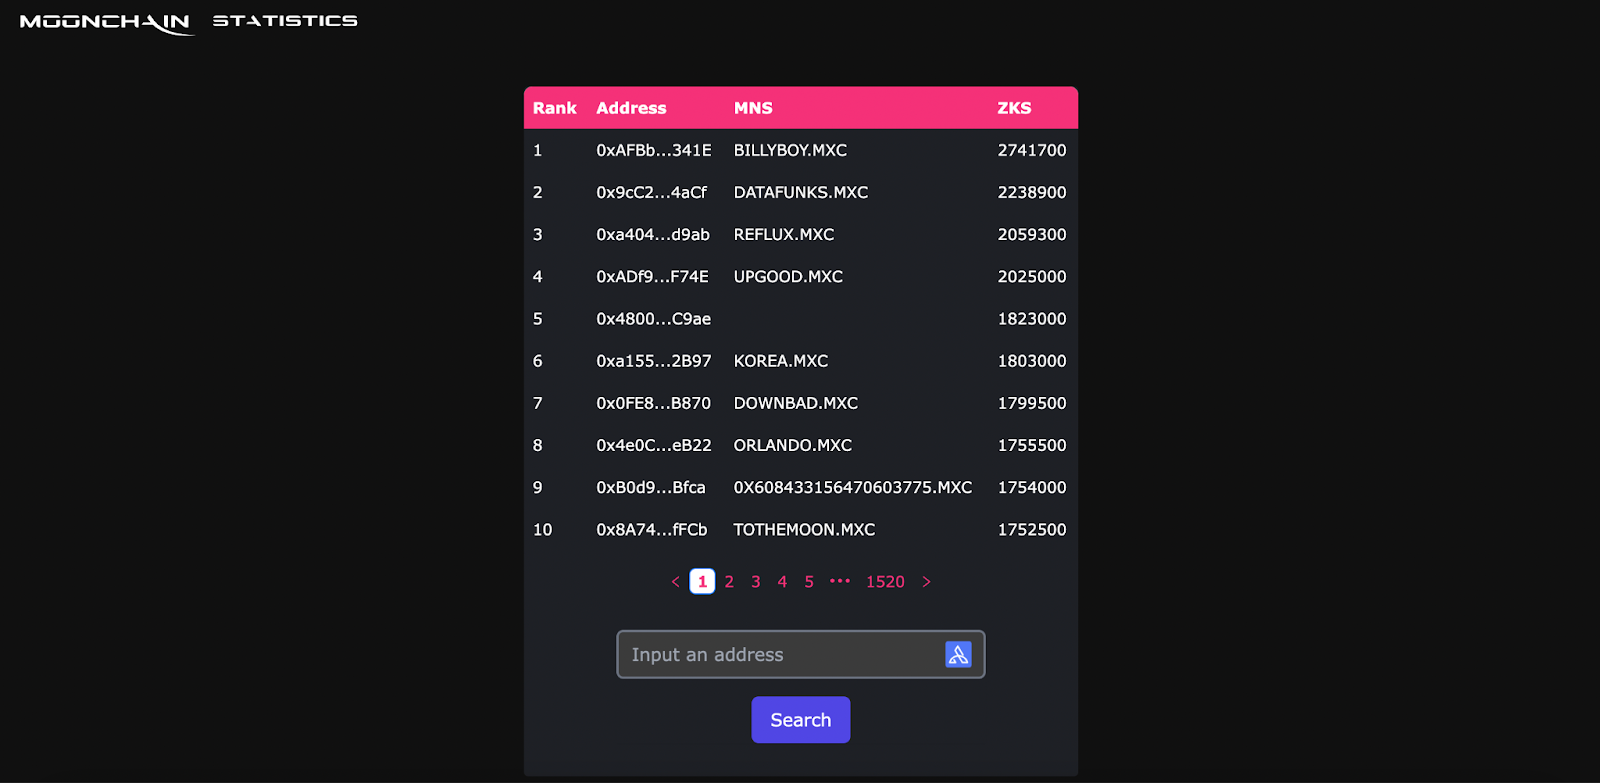 MOONCHAIN STATISTICS
Rank Address MNS ZKS
1 0xAFBb...341E BILLYBOY.MXC 2741700
2 0x9cC2...4aCf DATAFUNKS.MXC 2238900
3 0xa404...d9ab REFLUX.MXC 2059300
4 0xADf9...F74E UPGOOD.MXC 2025000
5 0x4800...C9ae 1823000
6 0xa155...2B97 KOREA.MXC 1803000
7 0x0FE8...B870 DOWNBAD.MXC 1799500
8 0x4e0C...eB22 ORLANDO.MXC 1755500
9 0xB0d9...Bfca 0X608433156470603775.MXC 1754000
10 0x8A74...fFCb TOTHEMOON.MXC 1752500
< 1 2 3 4 5 ••• 1520 >
Input an address
Search